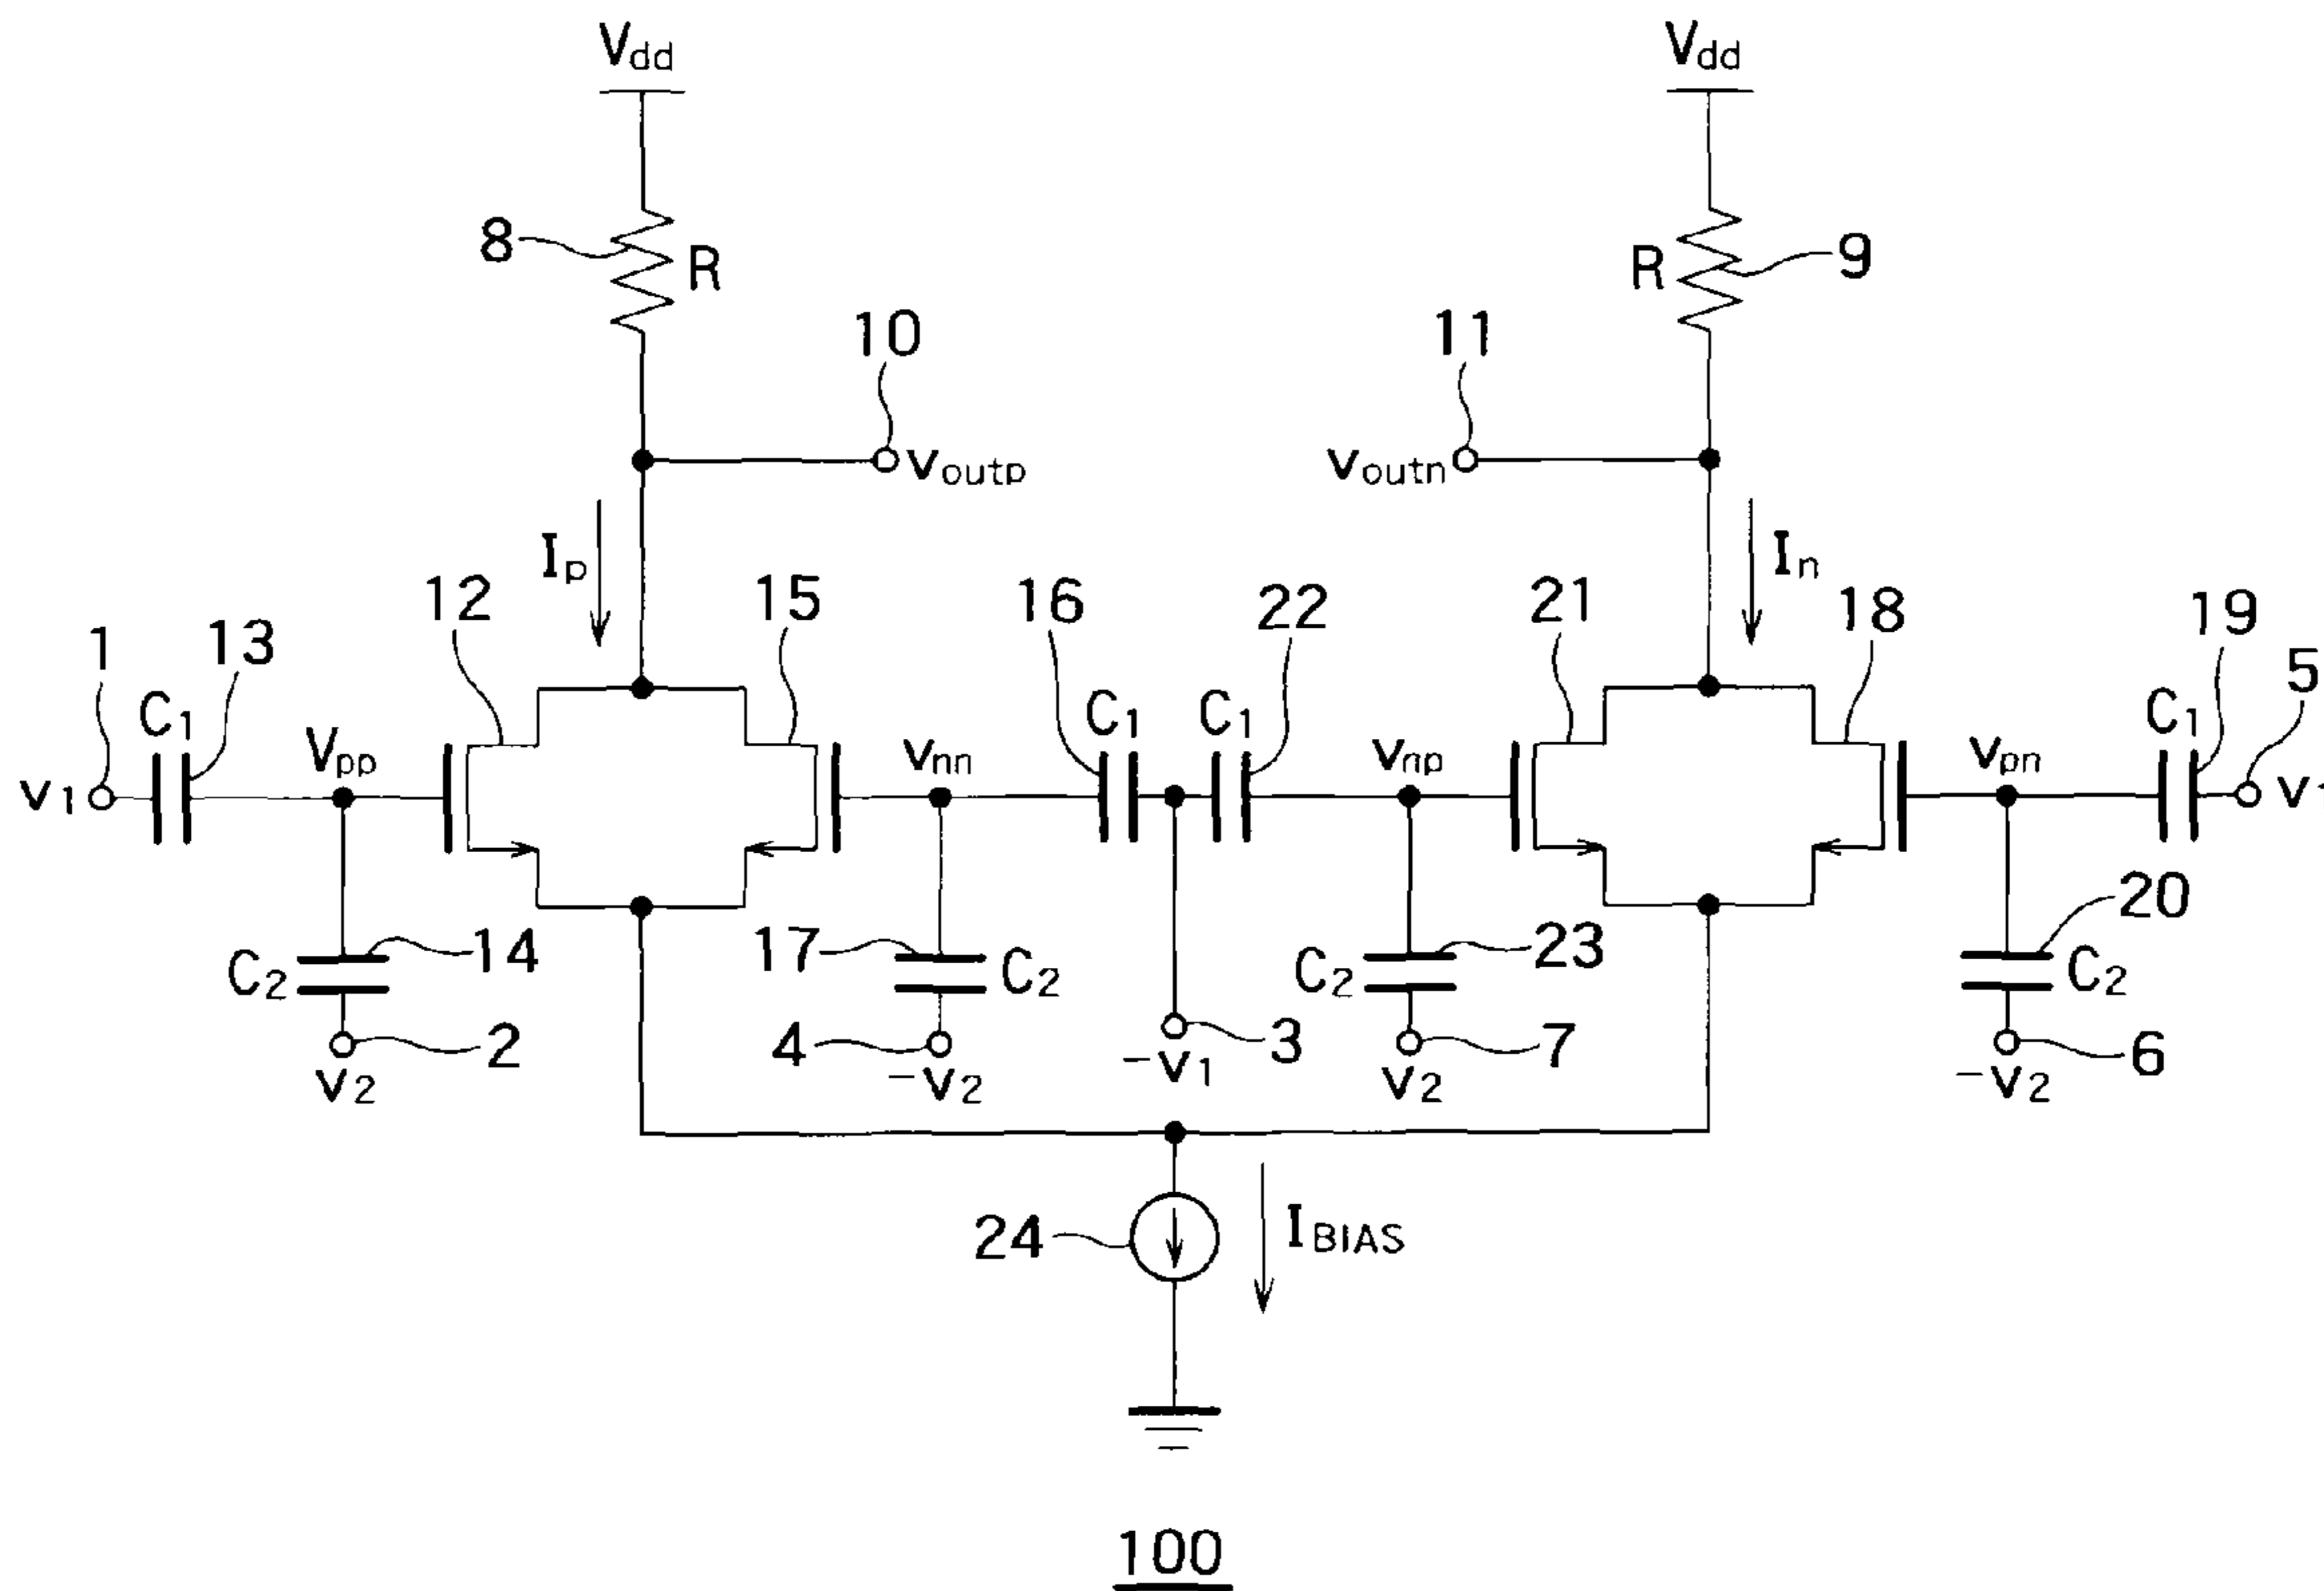 Vdd Vdd
8 R R 9
10 11
Voutp Voutn
Ip In
12 15 16 22 21 18 19
1 13 5
C1 C1 C1 C1
v1 Vpp Vnn Vnp Vpn v1
C2 14 17 C2 C2 23 C2 20
2 4 3 7 6
v2 -v2 -v1 v2 -v2
24 IBIAS
100